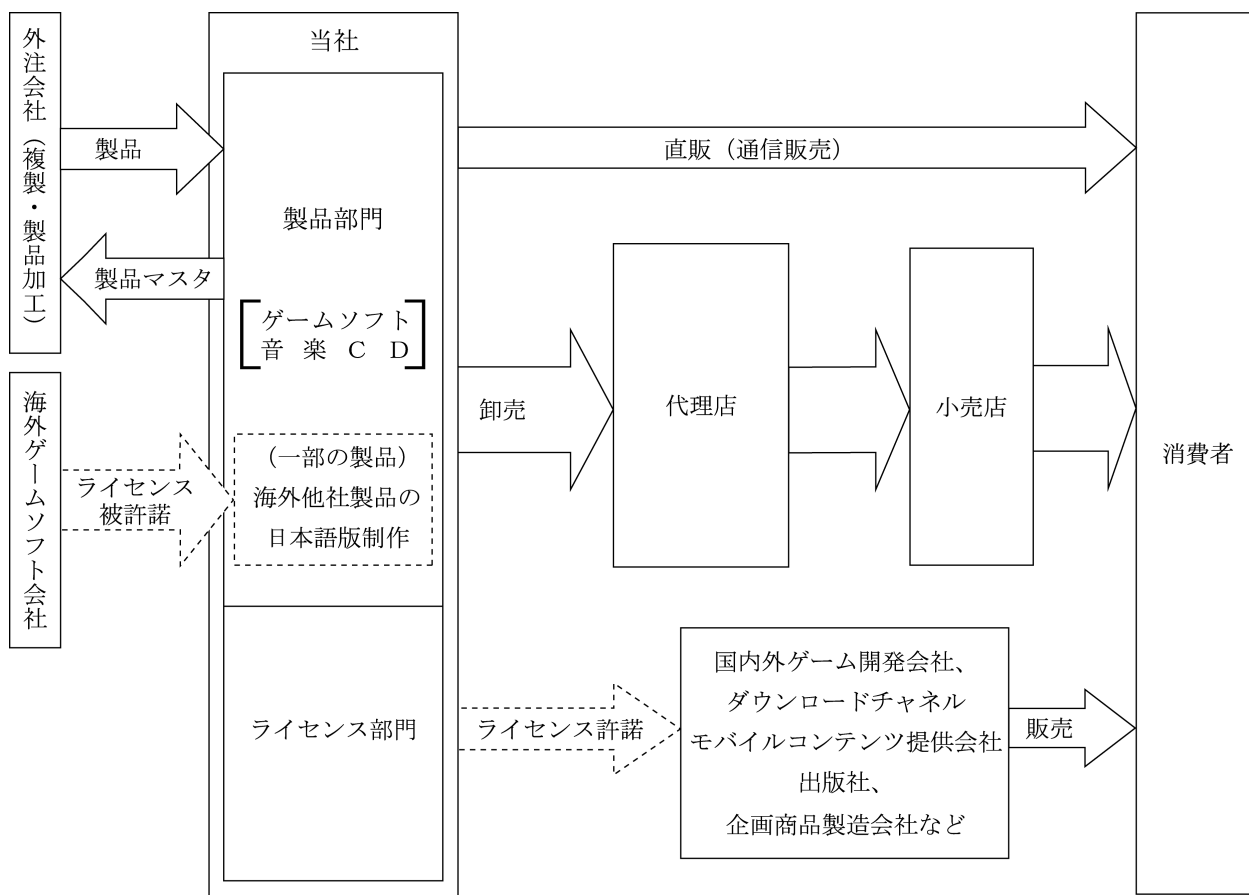 外注会社（複製・製品加工）
海外ゲームソフト会社
当社
製品
製品マスタ
ライセンス
被許諾
製品部門
ゲームソフト
音楽ＣＤ
（一部の製品）
海外他社製品の
日本語版制作
ライセンス部門
直販（通信販売）
卸売
代理店
小売店
ライセンス許諾
国内外ゲーム開発会社、
ダウンロードチャネル
モバイルコンテンツ提供会社
出版社、
企画商品製造会社など
販売
消費者